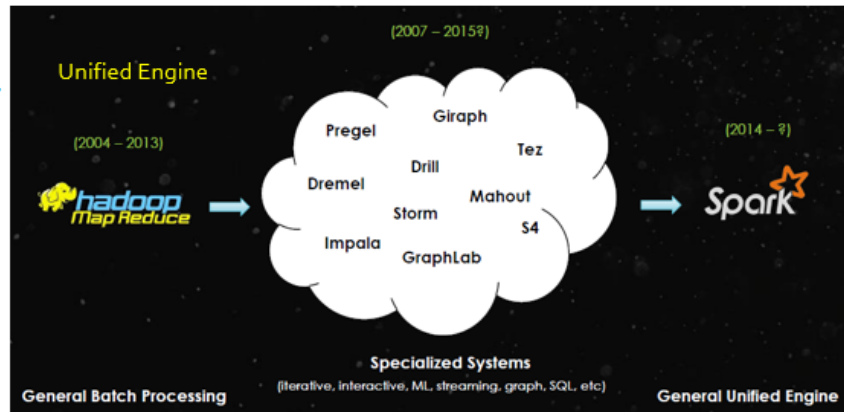 (2007 – 2015?)
Unified Engine
(2004 – 2013)
hadoop
Map Reduce
Pregel
Giraph
Tez
Drill
Dremel
Mahout
Storm
S4
Impala
GraphLab
(2014 – ?)
Spark
Specialized Systems
(iterative, interactive, ML, streaming, graph, SQL, etc)
General Batch Processing
General Unified Engine